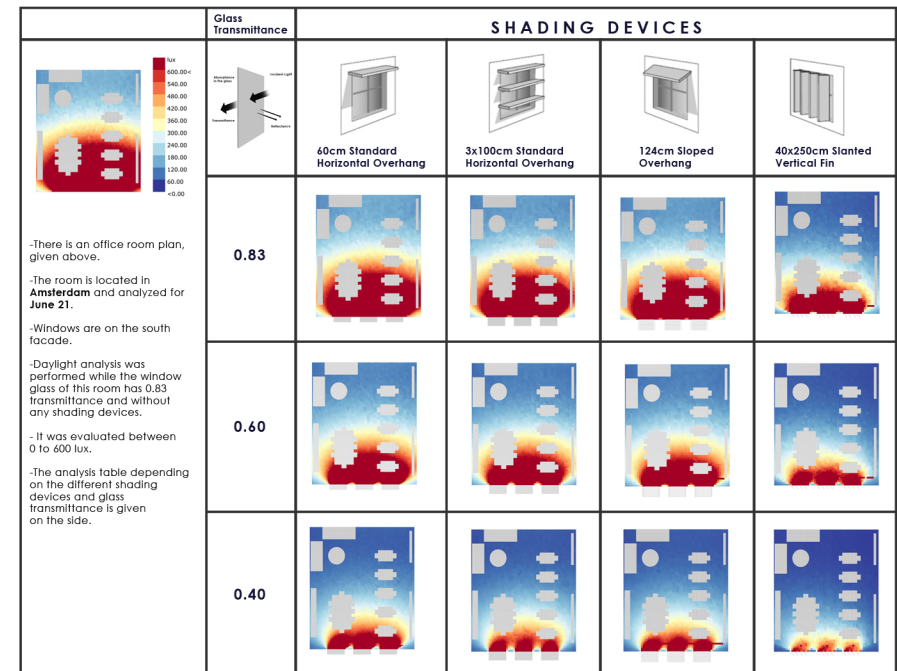 Glass
Transmittance
SHADING DEVICES
lux
600.00<
540.00
480.00
420.00
360.00
300.00
240.00
180.00
120.00
60.00
<0.00
Absorptance
in the glass
Incident Light
Transmittance
Reflectance
60cm Standard
Horizontal Overhang
3x100cm Standard
Horizontal Overhang
124cm Sloped
Overhang
40x250cm Slanted
Vertical Fin
-There is an office room plan,
given above.
-The room is located in
Amsterdam and analyzed for
June 21.
-Windows are on the south
facade.
-Daylight analysis was
performed while the window
glass of this room has 0.83
transmittance and without
any shading devices.
- It was evaluated between
0 to 600 lux.
-The analysis table depending
on the different shading
devices and glass
transmittance is given
on the side.
0.83
0.60
0.40